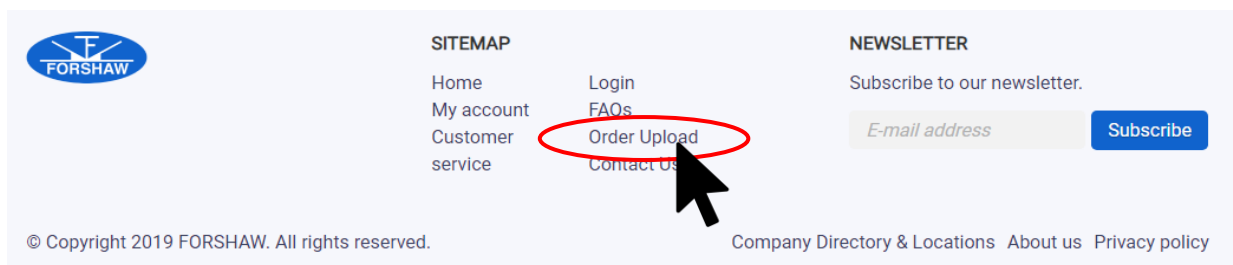 FORSHAW
SITEMAP
Home
My account
Customer
service
Login
FAQs
Order Upload
Contact Us
NEWSLETTER
Subscribe to our newsletter.
E-mail address
Subscribe
© Copyright 2019 FORSHAW. All rights reserved.
Company Directory & Locations About us Privacy policy